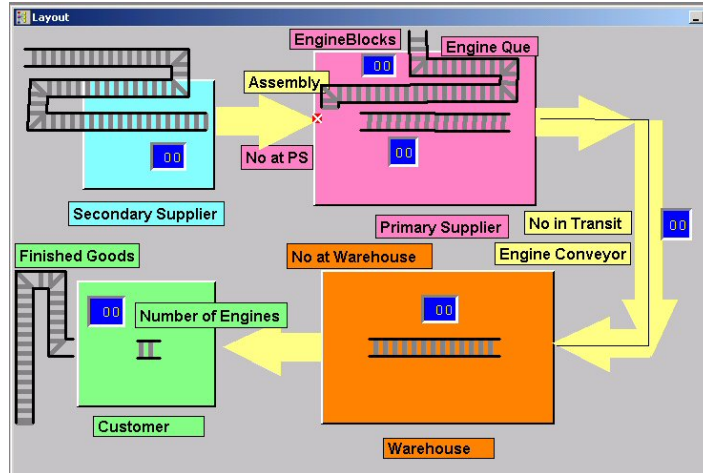 Layout
EngineBlocks
Engine Que
00
Assembly
00
No at PS
00
Secondary Supplier
Primary Supplier
No in Transit
00
Engine Conveyor
Finished Goods
No at Warehouse
00
Number of Engines
00
Customer
Warehouse